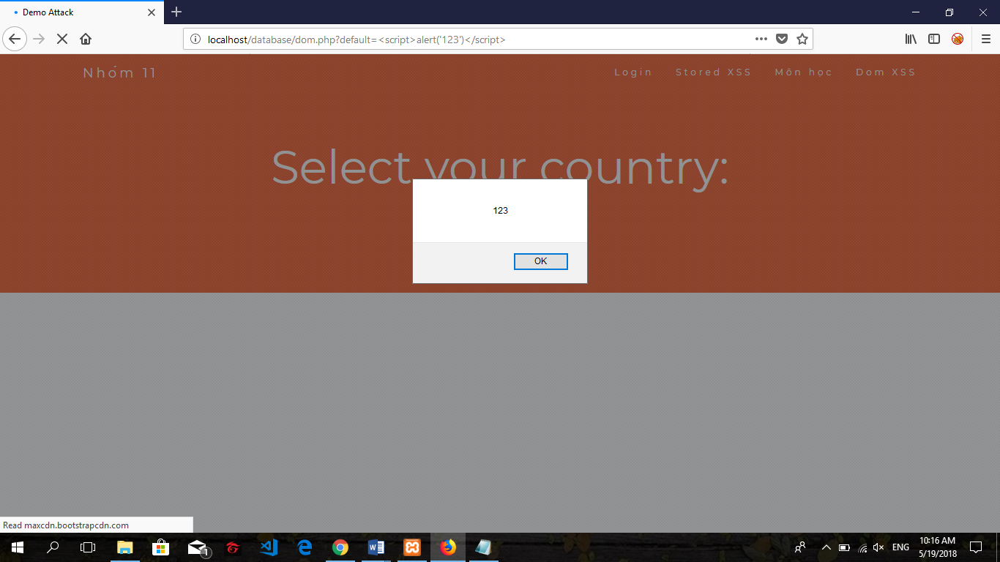 Demo Attack
localhost/database/dom.php?default=<script>alert('123')</script>
Nhóm 11
Login Stored XSS Môn học Dom XSS
Select your country:
123
OK
Read maxcdn.bootstrapcdn.com
1
ENG
10:16 AM
5/19/2018